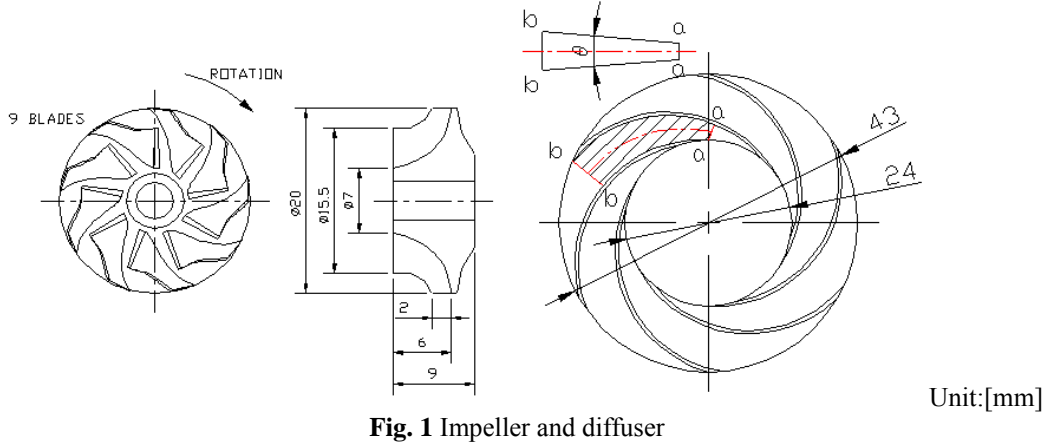 ROTATION
9 BLADES
ø20
ø15.5
ø7
2
6
9
b
a
θ
b
a
a
b
a
b
43
24
Unit:[mm]
Fig. 1 Impeller and diffuser